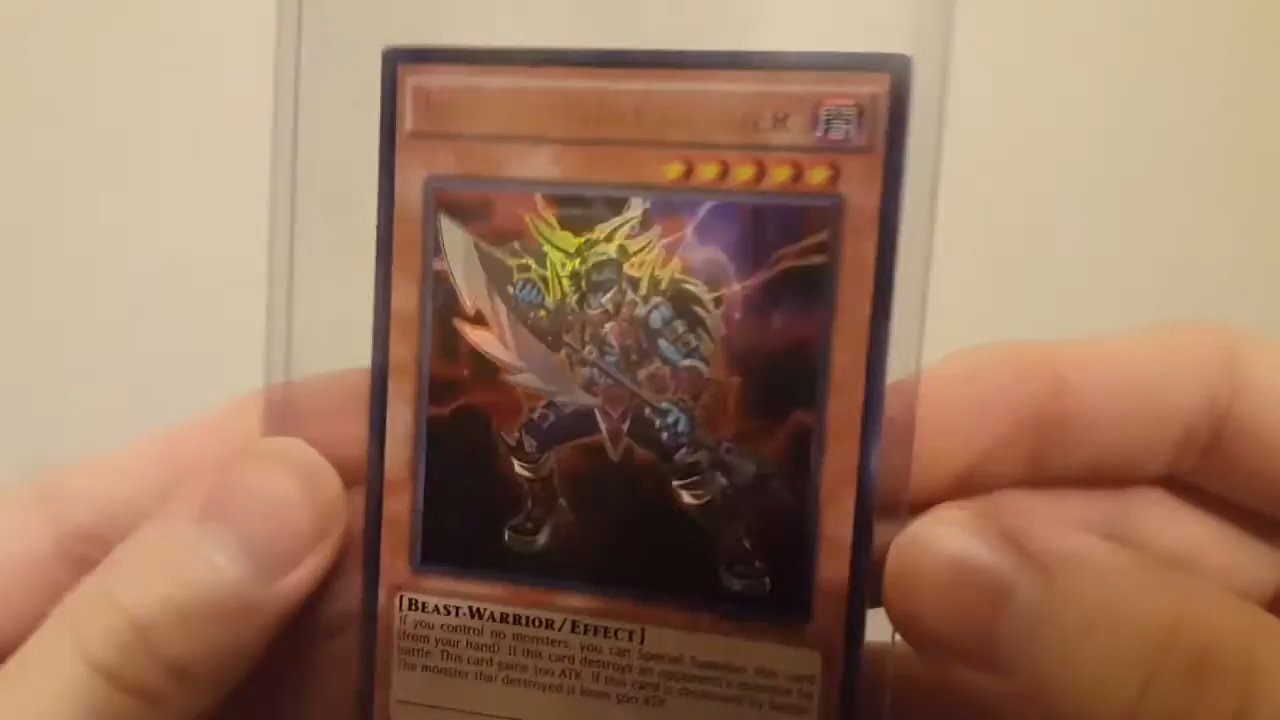 闇
[BEAST-WARRIOR/EFFECT]
If you control no monsters, you can Special Summon this card
(from your hand). If this card destroys an opponent's monster by
battle: This card gains 500 ATK. If this card is destroyed by battle:
The monster that destroyed it loses 500 ATK.